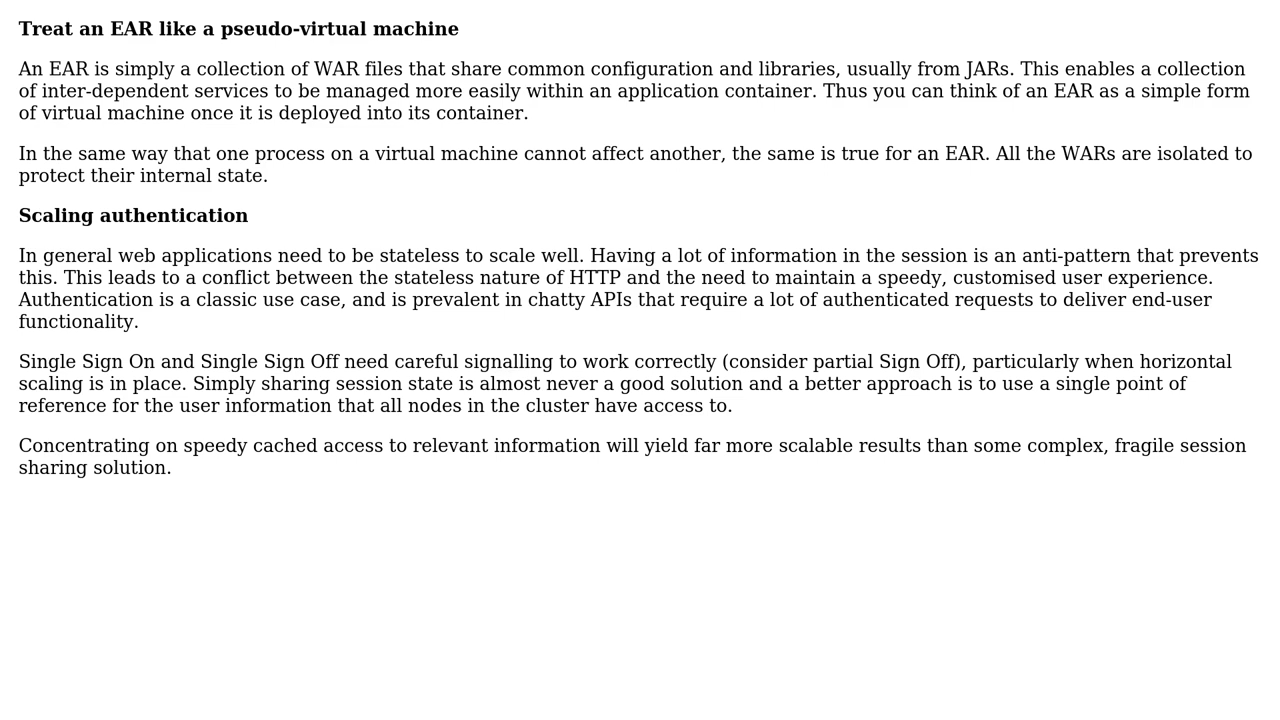 Treat an EAR like a pseudo-virtual machine
An EAR is simply a collection of WAR files that share common configuration and libraries, usually from JARs. This enables a collection
of inter-dependent services to be managed more easily within an application container. Thus you can think of an EAR as a simple form
of virtual machine once it is deployed into its container.
In the same way that one process on a virtual machine cannot affect another, the same is true for an EAR. All the WARs are isolated to
protect their internal state.
Scaling authentication
In general web applications need to be stateless to scale well. Having a lot of information in the session is an anti-pattern that prevents
this. This leads to a conflict between the stateless nature of HTTP and the need to maintain a speedy, customised user experience.
Authentication is a classic use case, and is prevalent in chatty APIs that require a lot of authenticated requests to deliver end-user
functionality.
Single Sign On and Single Sign Off need careful signalling to work correctly (consider partial Sign Off), particularly when horizontal
scaling is in place. Simply sharing session state is almost never a good solution and a better approach is to use a single point of
reference for the user information that all nodes in the cluster have access to.
Concentrating on speedy cached access to relevant information will yield far more scalable results than some complex, fragile session
sharing solution.